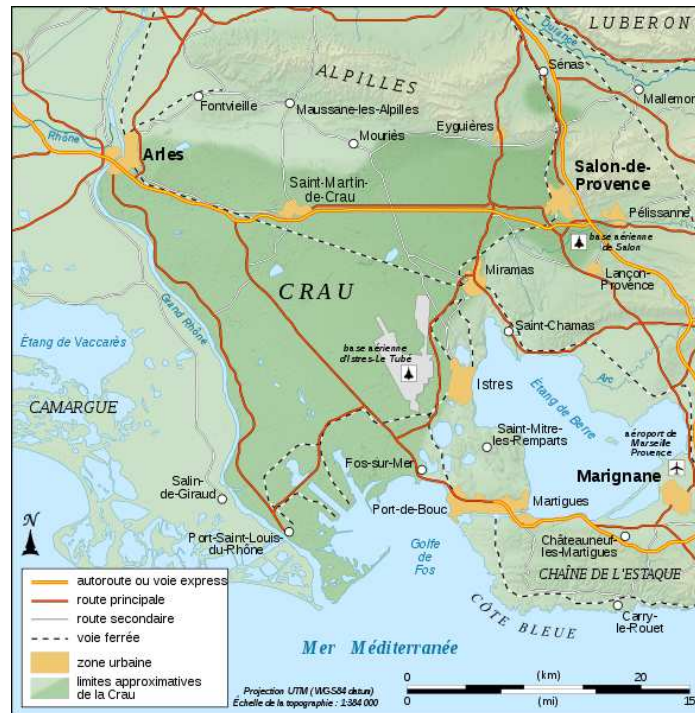 LUBERON
Durance
Sénas
Mallemort
ALPILLES
Fontvieille
Maussane-les-Alpilles
Mouriès
Eyguières
Rhône
Arles
Salon-de-
Provence
Saint-Martin-
de-Crau
Pélissanne
base aérienne
de Salon
Miramas
Lançon-
Provence
CRAU
Grand Rhône
Étang de Vaccarès
base aérienne
d'Istres-Le Tubé
Saint-Chamas
Arc
Istres
Étang de Berre
CAMARGUE
Saint-Mitre-
les-Remparts
aéroport de
Marseille
Provence
Salin-
de-Giraud
Fos-sur-Mer
Marignane
Port-de-Bouc
Martigues
N
Port-Saint-Louis-
du-Rhône
Golfe
de
Fos
Châteauneuf-
les-Martigues
CHAÎNE DE L'ESTAQUE
CÔTE BLEUE
Carry-
le-Rouet
Mer Méditerranée
autoroute ou voie express
route principale
route secondaire
voie ferrée
zone urbaine
limites approximatives
de la Crau
Projection UTM (WGS84 datum)
Échelle de la topographie : 1:384 000
0 (km) 20
0 (mi) 15